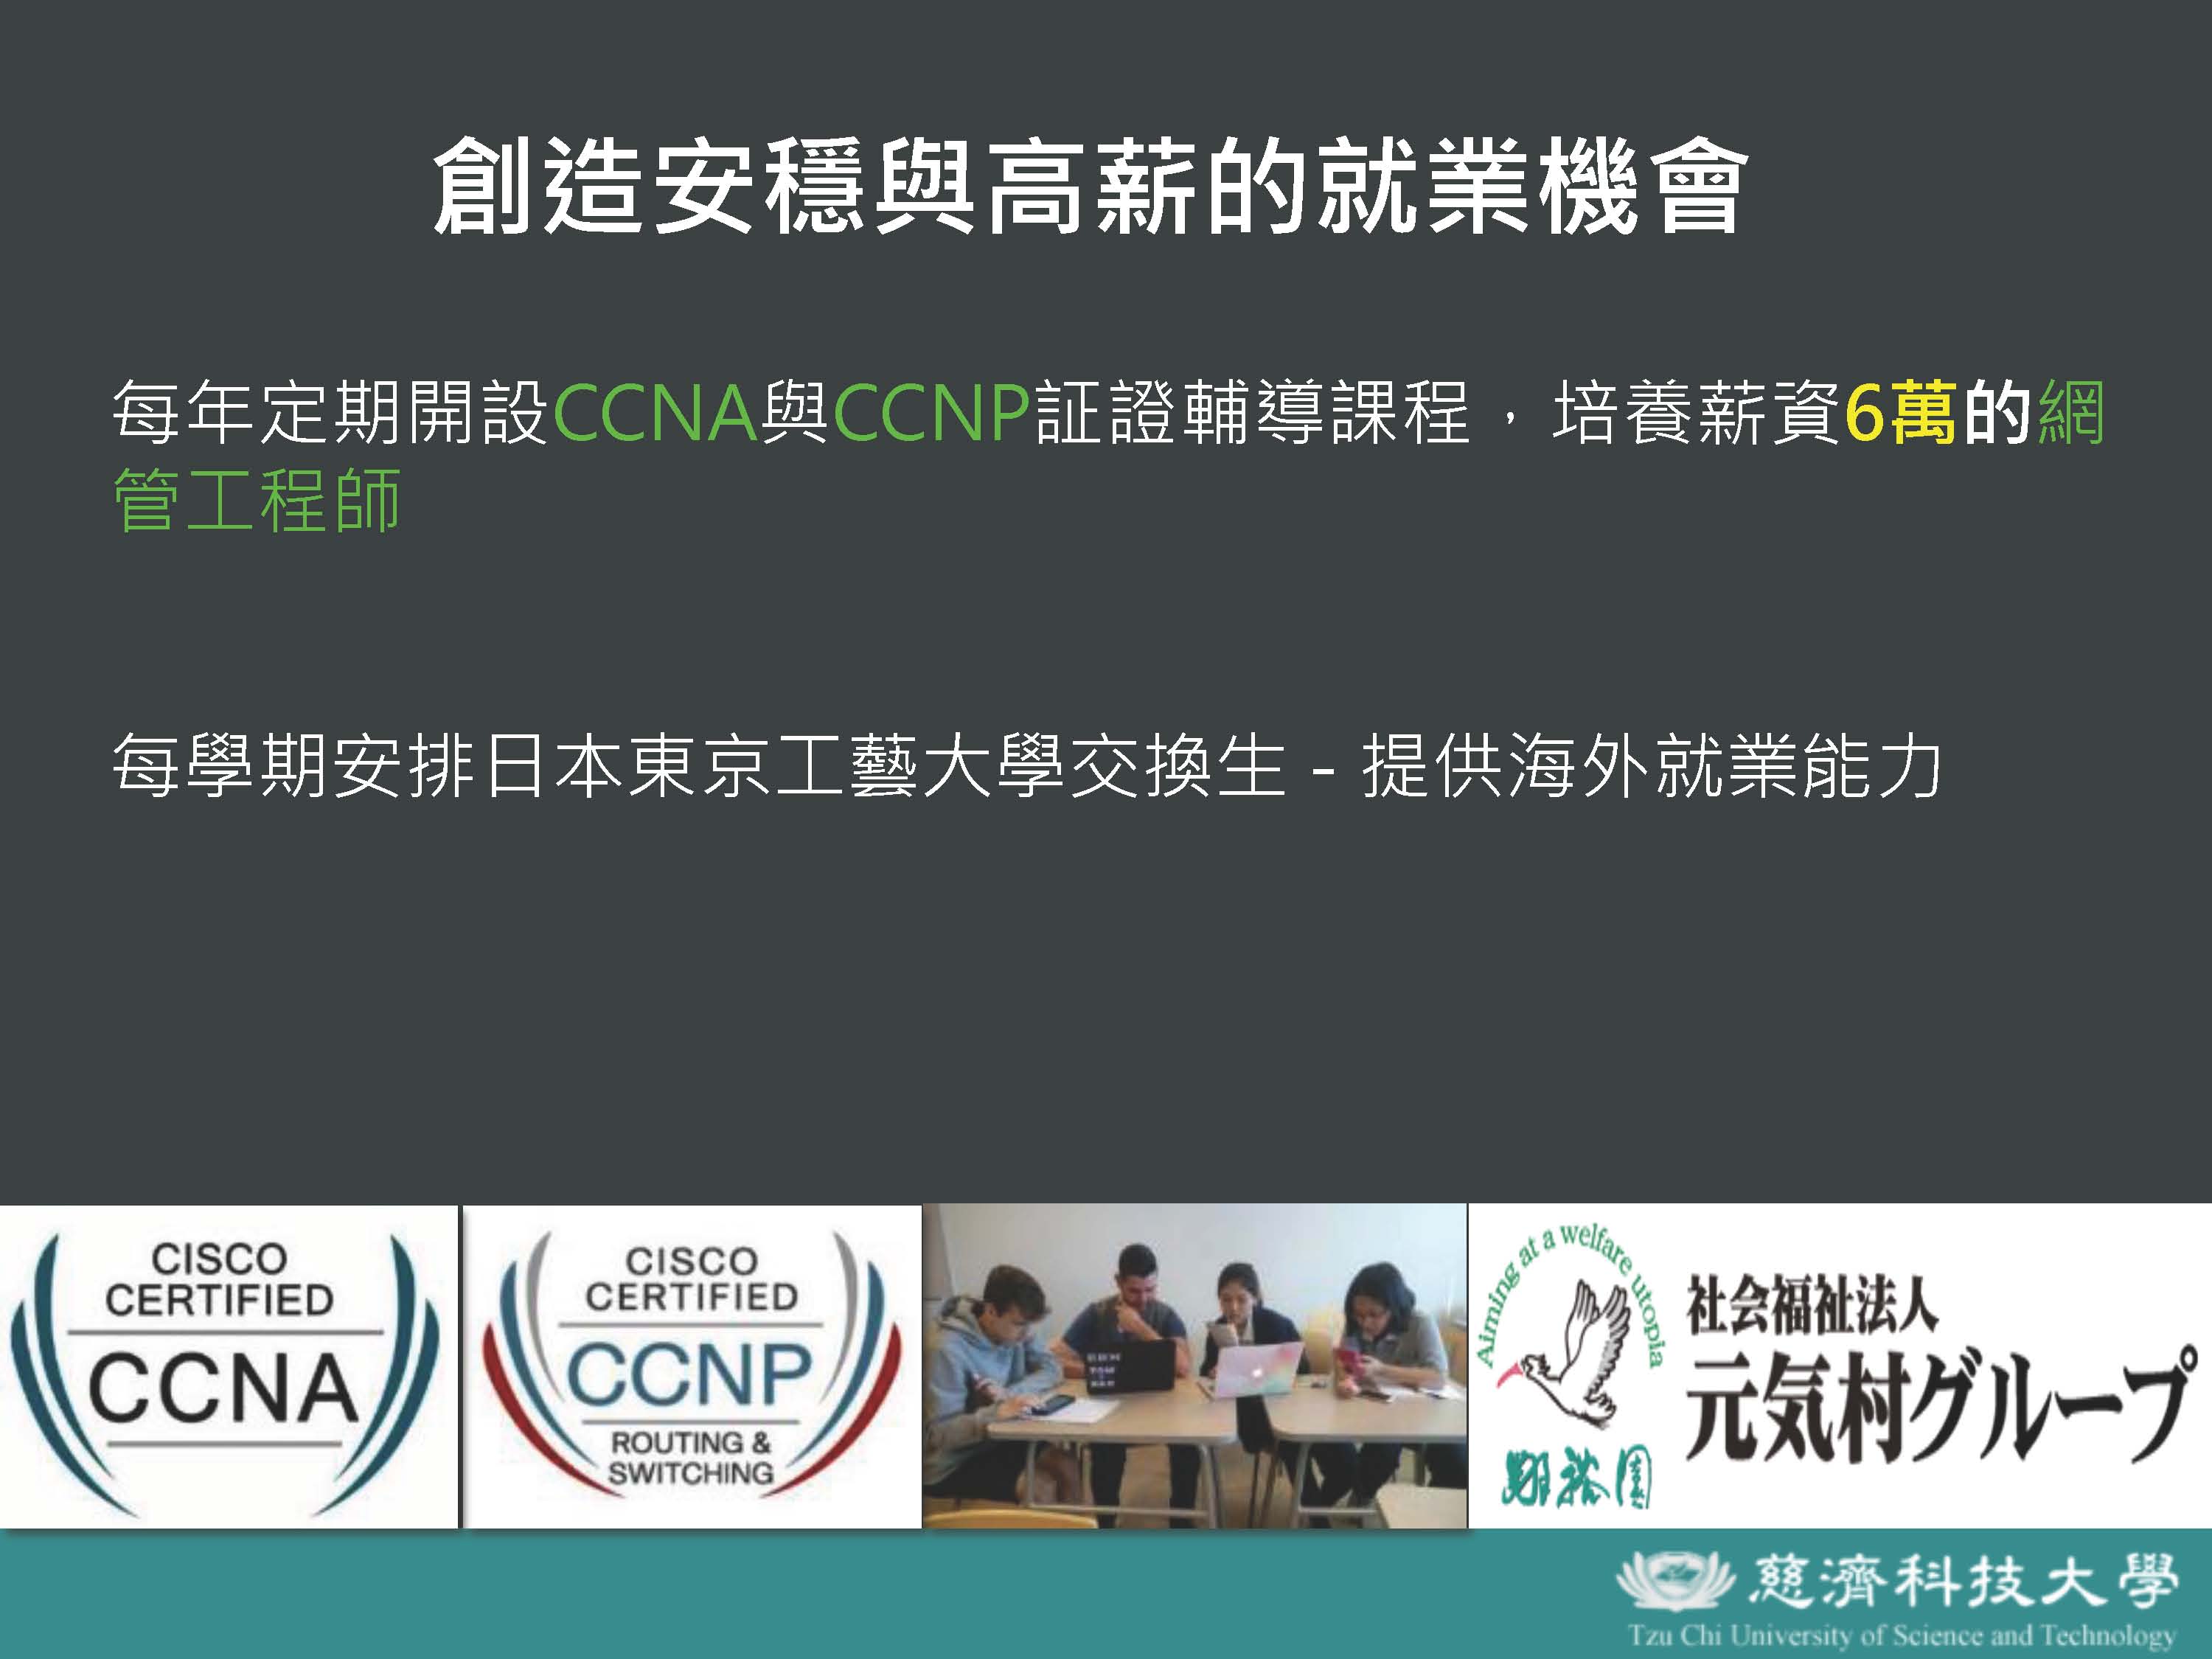 創造安穩與高薪的就業機會
每年定期開設CCNA與CCNP証證輔導課程，培養薪資6萬的網
管工程師
每學期安排日本東京工藝大學交換生 - 提供海外就業能力
CISCO
CERTIFIED
CCNA
CISCO
CERTIFIED
CCNP
ROUTING &
SWITCHING
Aiming at a welfare utopia
翔裕園
社会福祉法人
元気村グループ
慈濟科技大學
Tzu Chi University of Science and Technology